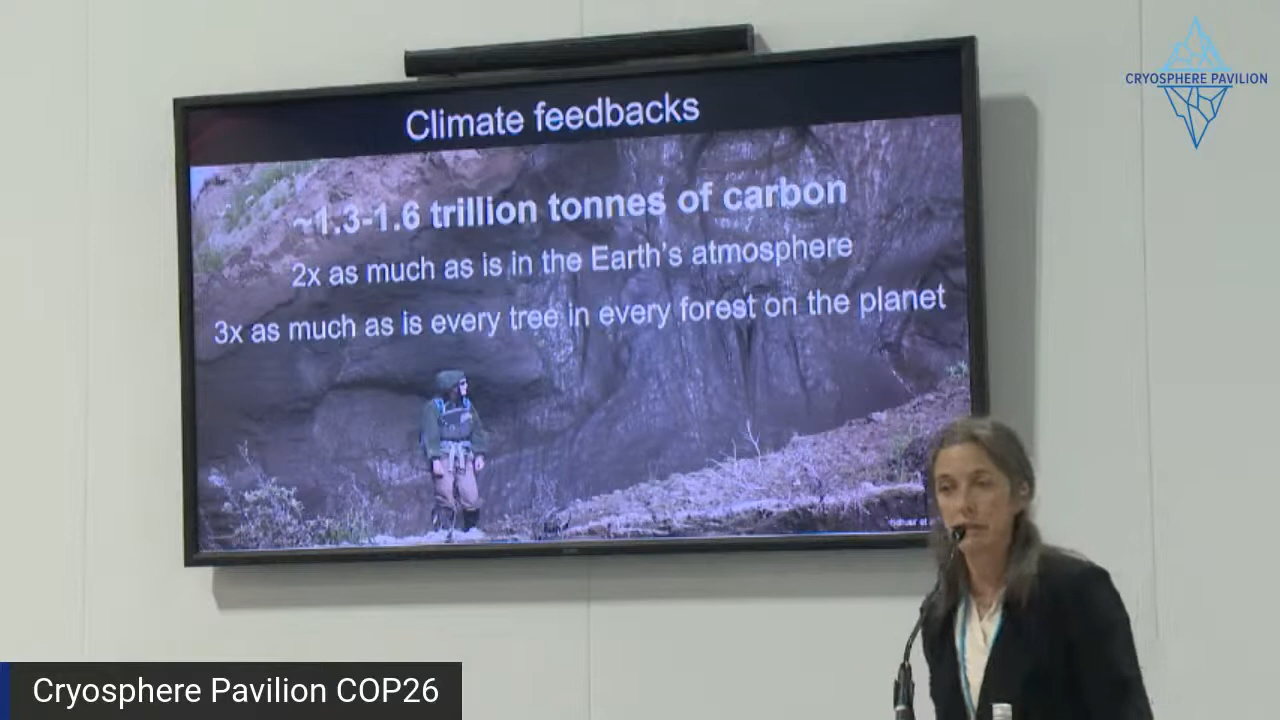 CRYOSPHERE PAVILION
Climate feedbacks
~1.3-1.6 trillion tonnes of carbon
2x as much as is in the Earth's atmosphere
3x as much as is every tree in every forest on the planet
Cryosphere Pavilion COP26